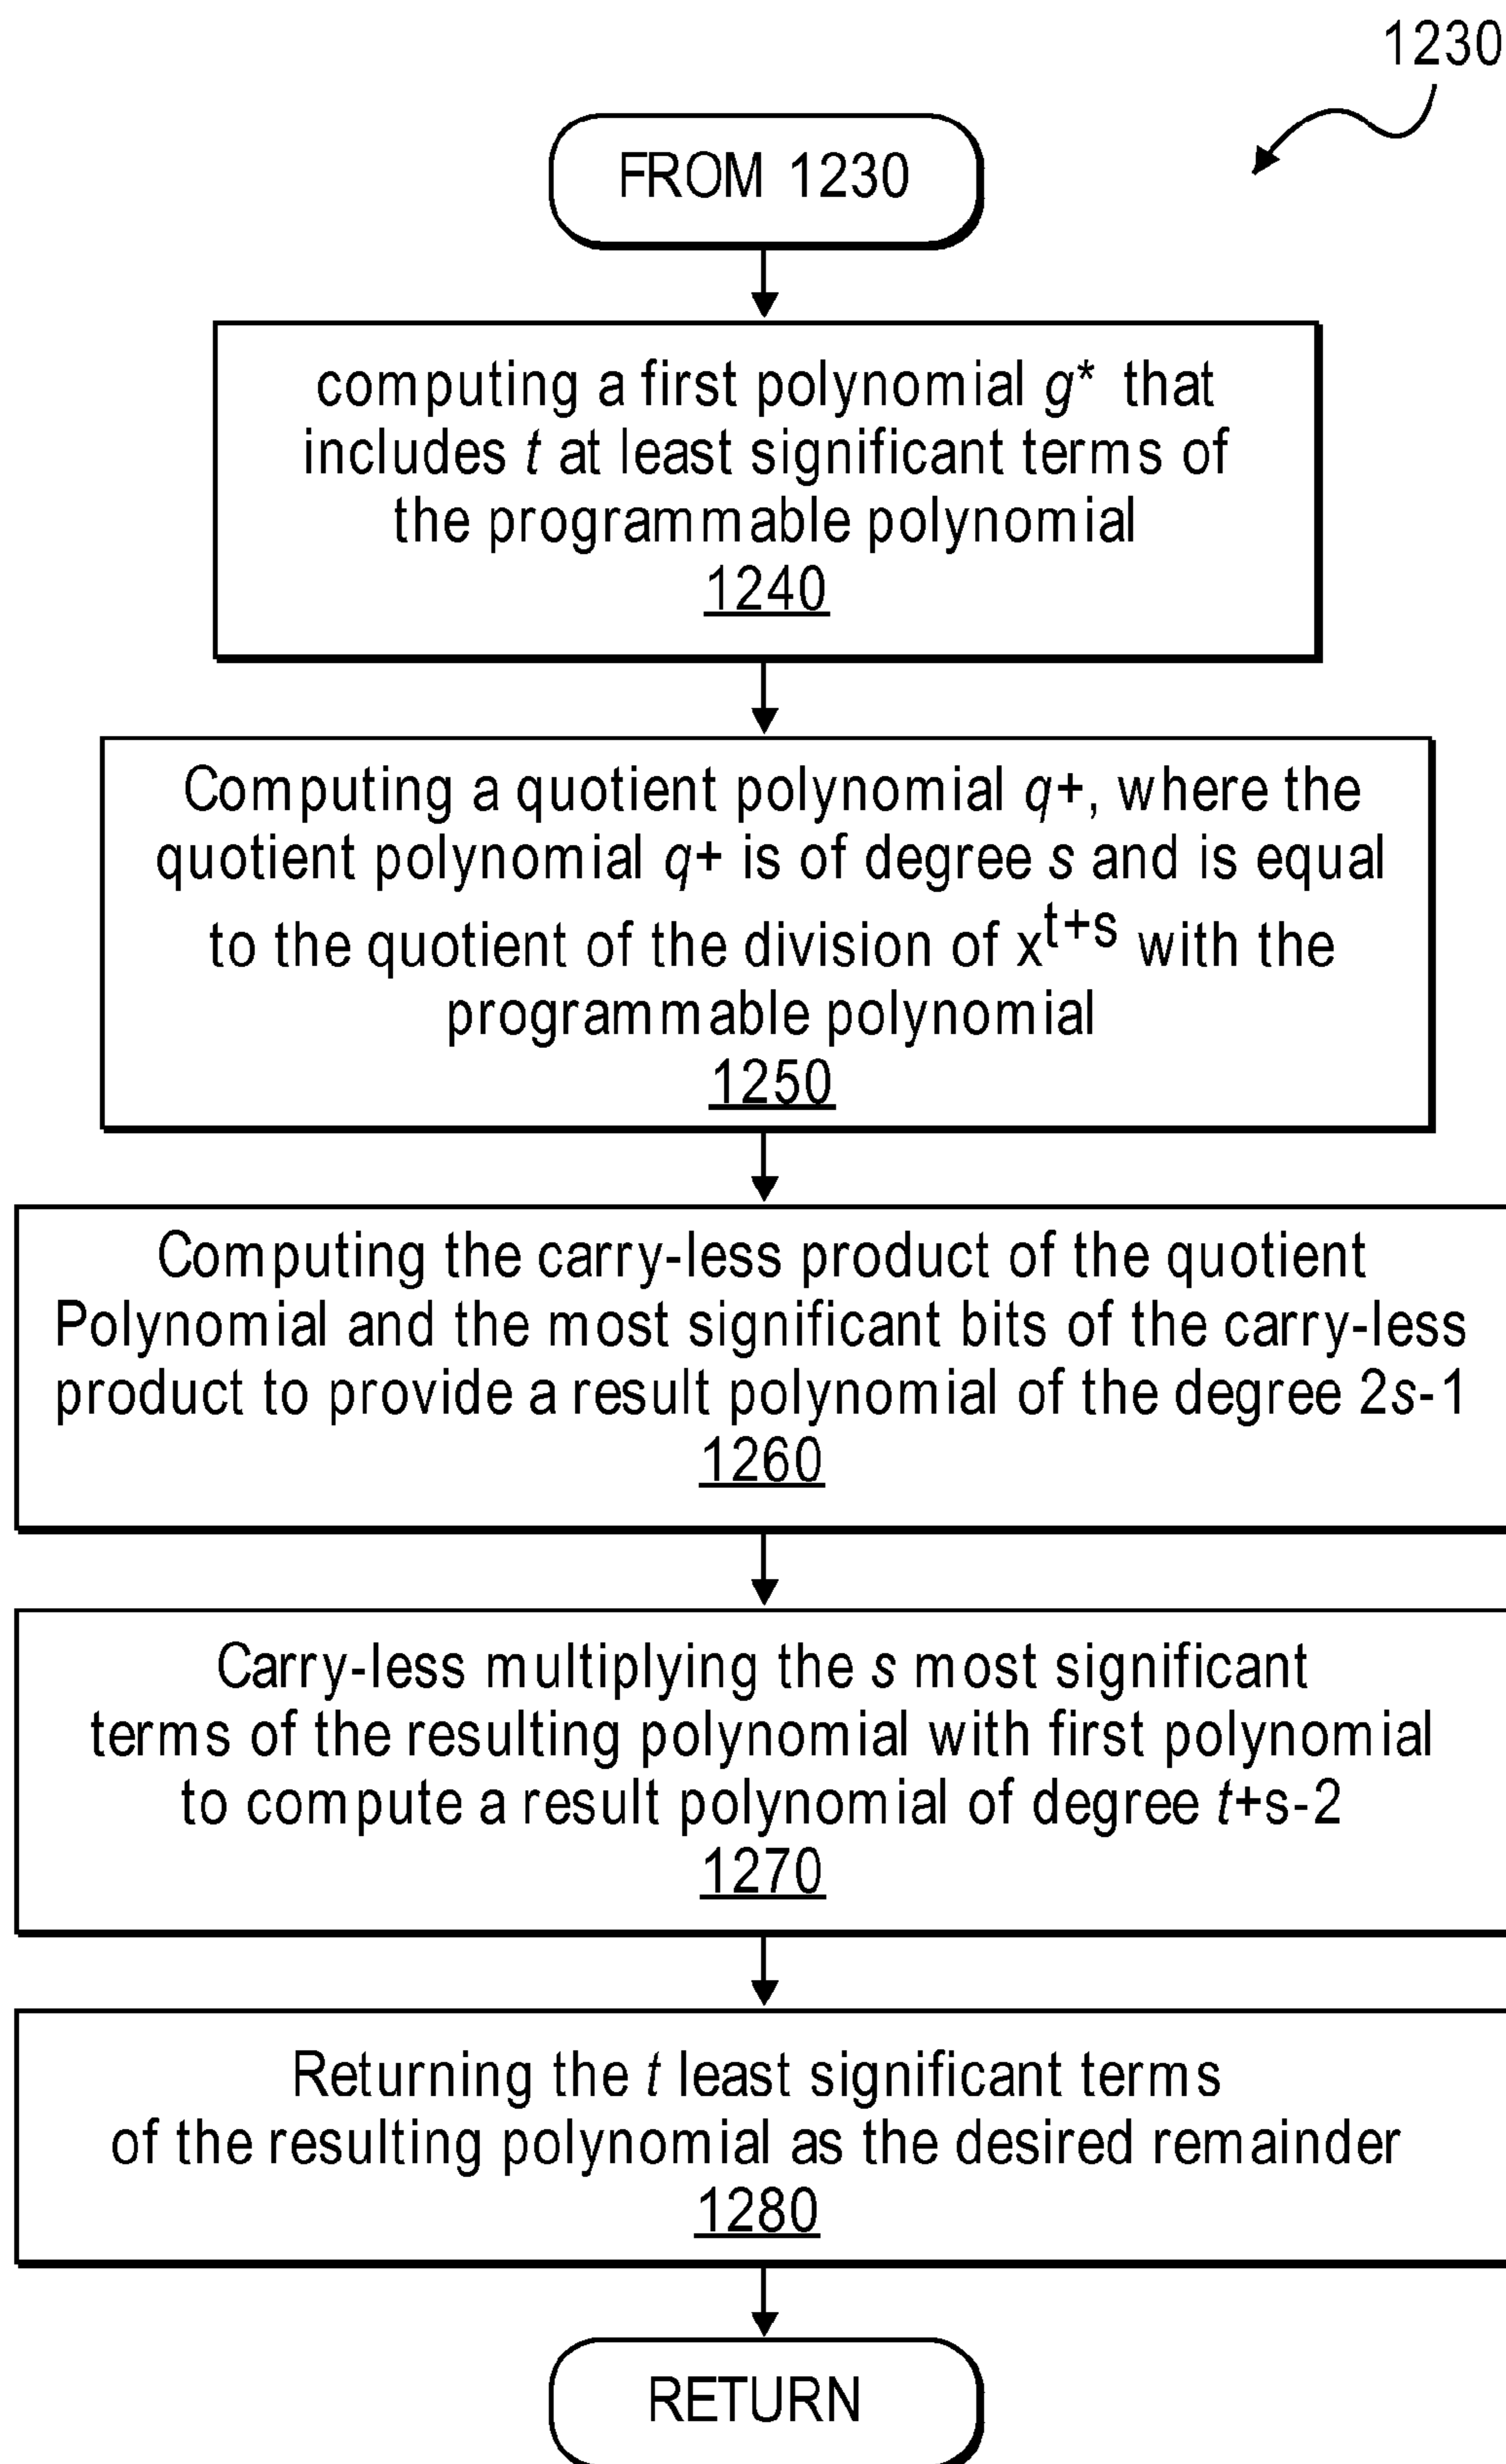 1230
FROM 1230
computing a first polynomial g* that
includes t at least significant terms of
the programmable polynomial
1240
Computing a quotient polynomial q+, where the
quotient polynomial q+ is of degree s and is equal
to the quotient of the division of x^t+s with the
programmable polynomial
1250
Computing the carry-less product of the quotient
Polynomial and the most significant bits of the carry-less
product to provide a result polynomial of the degree 2s-1
1260
Carry-less multiplying the s most significant
terms of the resulting polynomial with first polynomial
to compute a result polynomial of degree t+s-2
1270
Returning the t least significant terms
of the resulting polynomial as the desired remainder
1280
RETURN